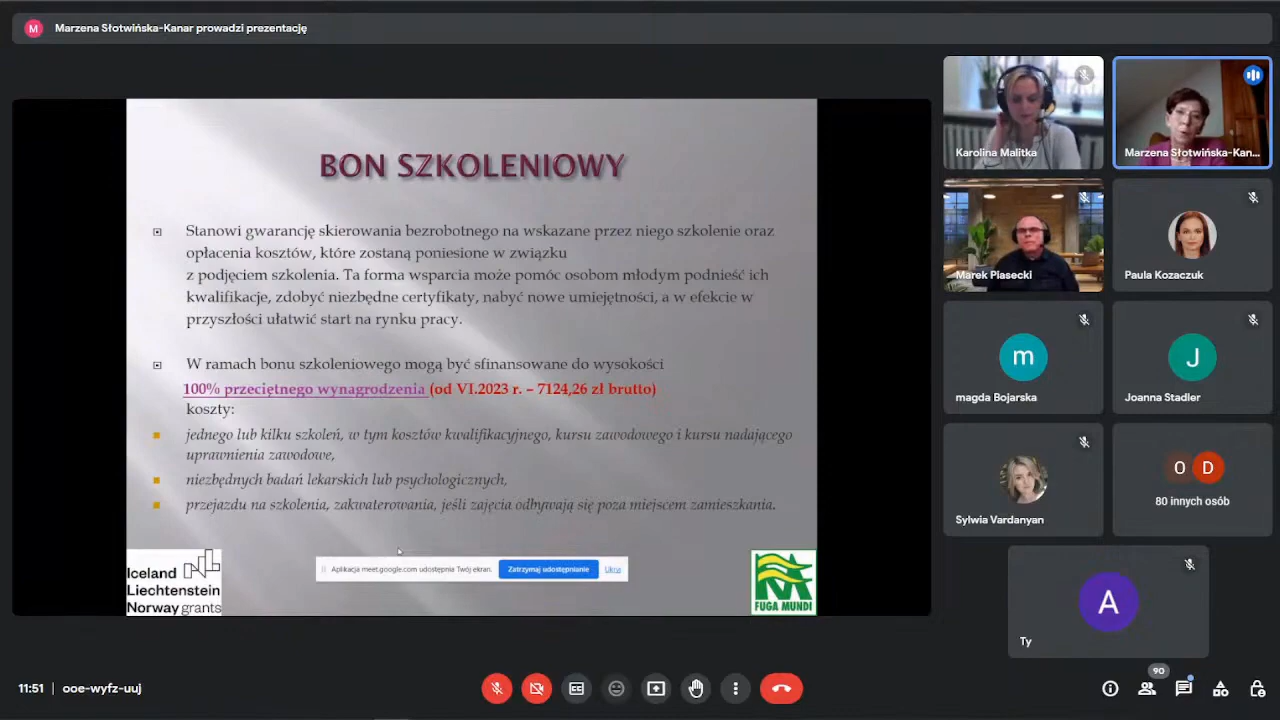 M Marzena Słotwińska-Kanar prowadzi prezentację
BON SZKOLENIOWY
Stanowi gwarancję skierowania bezrobotnego na wskazane przez niego szkolenie oraz
opłacenia kosztów, które zostaną poniesione w związku
z podjęciem szkolenia. Ta forma wsparcia może pomóc osobom młodym podnieść ich
kwalifikacje, zdobyć niezbędne certyfikaty, nabyć nowe umiejętności, a w efekcie w
przyszłości ułatwić start na rynku pracy.
W ramach bonu szkoleniowego mogą być sfinansowane do wysokości
100% przeciętnego wynagrodzenia (od VI.2023 r. – 7124,26 zł brutto)
koszty:
jednego lub kilku szkoleń, w tym kosztów kwalifikacyjnego, kursu zawodowego i kursu nadającego
uprawnienia zawodowe,
niezbędnych badań lekarskich lub psychologicznych,
przejazdu na szkolenia, zakwaterowania, jeśli zajęcia odbywają się poza miejscem zamieszkania.
Iceland
Liechtenstein
Norway grants
Aplikacja meet.google.com udostępnia Twój ekran. Zatrzymaj udostępnianie Ukryj
FUGA MUNDI
Karolina Malitka
Marzena Słotwińska-Kan...
Marek Piasecki
Paula Kozaczuk
m
magda Bojarska
J
Joanna Stadler
Sylwia Vardanyan
O D
80 innych osób
A
Ty
11:51 | ooe-wyfz-uuj
90